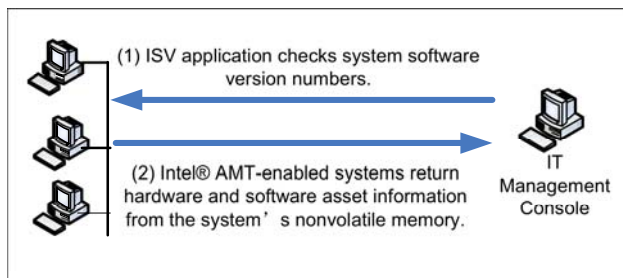 (1) ISV application checks system software
version numbers.
(2) Intel® AMT-enabled systems return
hardware and software asset information
from the system’s nonvolatile memory.
IT
Management
Console